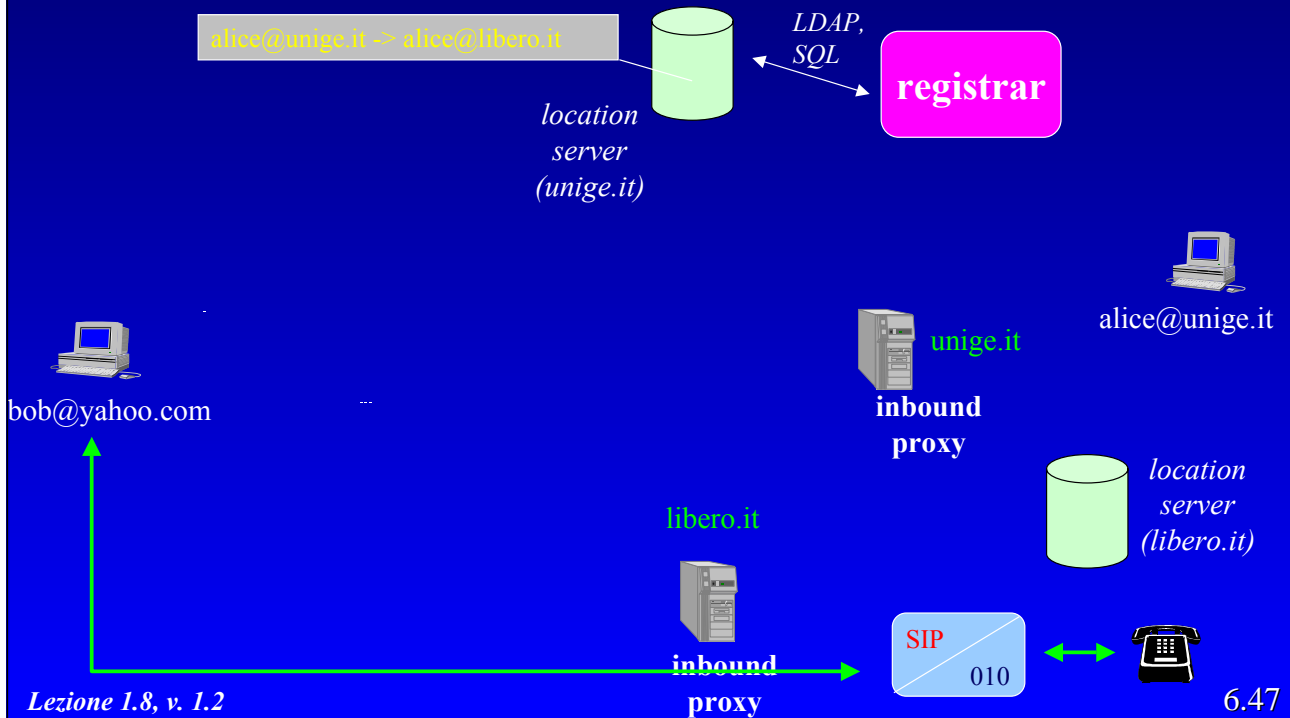 alice@unige.it -> alice@libero.it
LDAP,
SQL
registrar
location
server
(unige.it)
alice@unige.it
unige.it
inbound
proxy
bob@yahoo.com
location
server
(libero.it)
libero.it
SIP
010
inbound
proxy
Lezione 1.8, v. 1.2
6.47